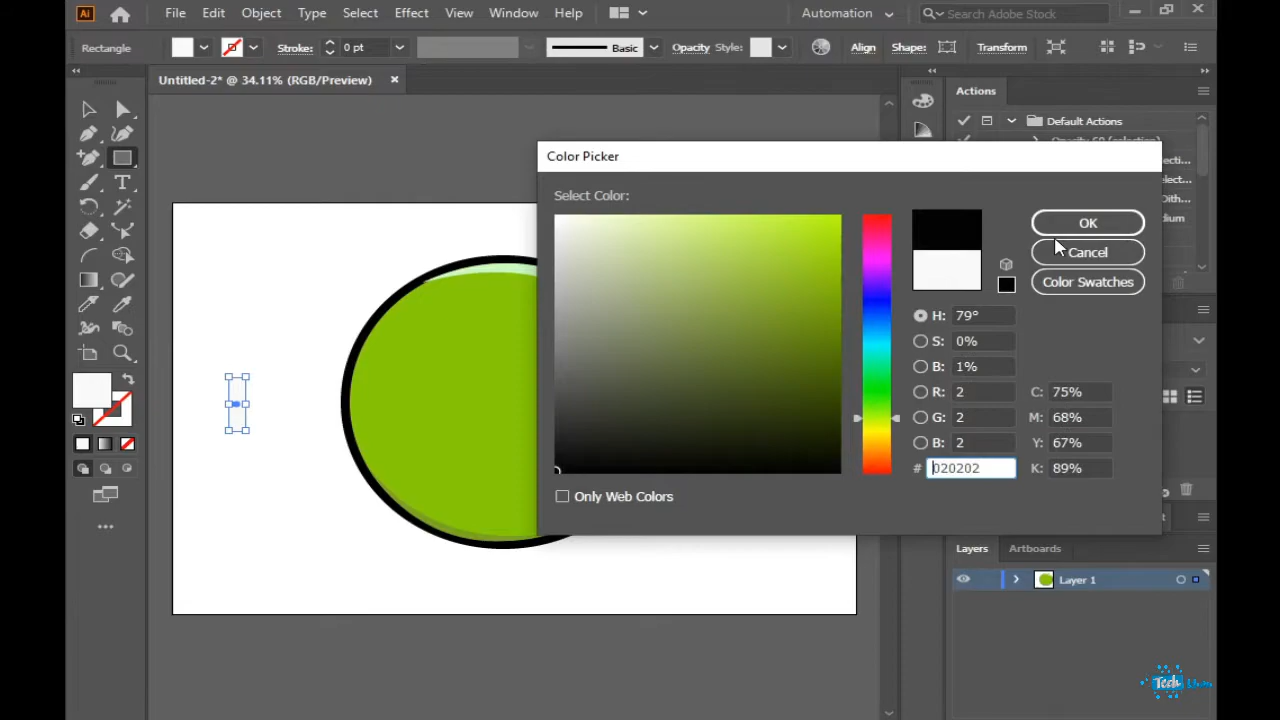 Ai File Edit Object Type Select Effect View Window Help Automation Search Adobe Stock
Rectangle Stroke: 0 pt Basic Opacity Style: Align Shape: Transform
Untitled-2* @ 34.11% (RGB/Preview)
Actions
Default Actions
Color Picker
Select Color:
OK
Cancel
Color Swatches
H: 79°
S: 0%
B: 1%
R: 2 C: 75%
G: 2 M: 68%
B: 2 Y: 67%
# 020202 K: 89%
Only Web Colors
Layers Artboards
Layer 1
Tech